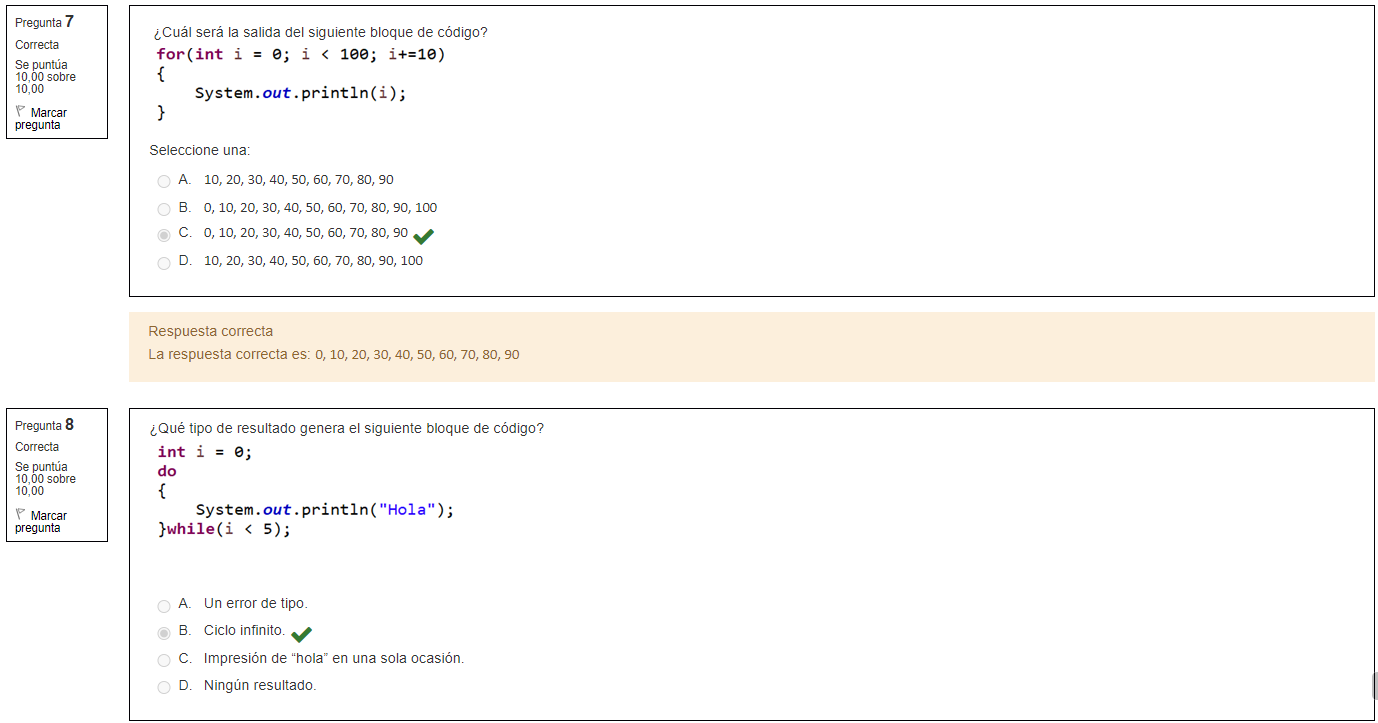 Pregunta 7
Correcta
Se puntúa
10,00 sobre
10,00
Marcar
pregunta
¿Cuál será la salida del siguiente bloque de código?
for(int i = 0; i < 100; i+=10)
{
System.out.println(i);
}
Seleccione una:
A. 10, 20, 30, 40, 50, 60, 70, 80, 90
B. 0, 10, 20, 30, 40, 50, 60, 70, 80, 90, 100
C. 0, 10, 20, 30, 40, 50, 60, 70, 80, 90
D. 10, 20, 30, 40, 50, 60, 70, 80, 90, 100
Respuesta correcta
La respuesta correcta es: 0, 10, 20, 30, 40, 50, 60, 70, 80, 90
Pregunta 8
Correcta
Se puntúa
10,00 sobre
10,00
Marcar
pregunta
¿Qué tipo de resultado genera el siguiente bloque de código?
int i = 0;
do
{
System.out.println("Hola");
}while(i < 5);
A. Un error de tipo.
B. Ciclo infinito.
C. Impresión de “hola” en una sola ocasión.
D. Ningún resultado.